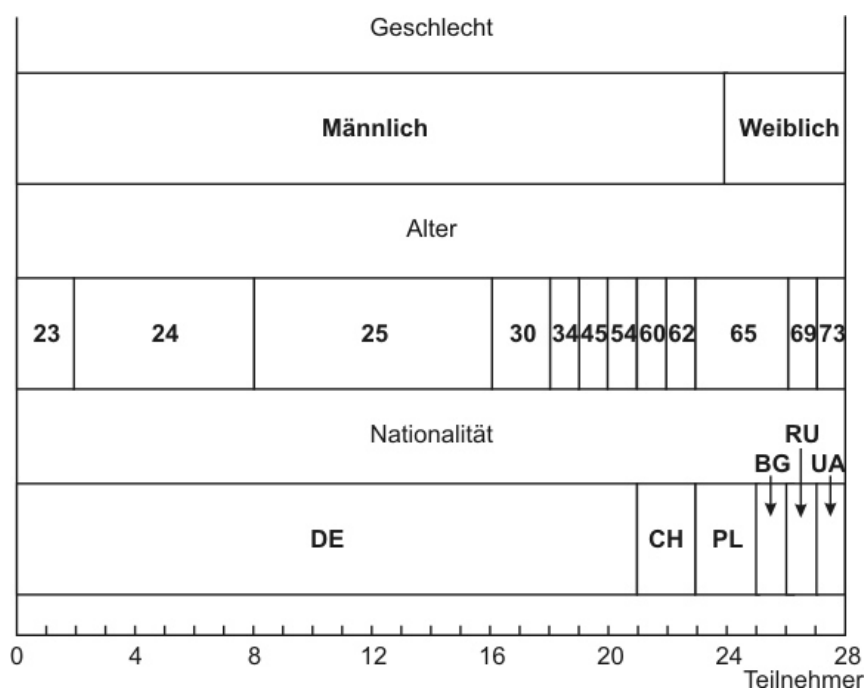 Geschlecht
Männlich Weiblich
Alter
23 24 25 30 34 45 54 60 62 65 69 73
Nationalität RU
BG UA
DE CH PL
0 4 8 12 16 20 24 28
Teilnehmer